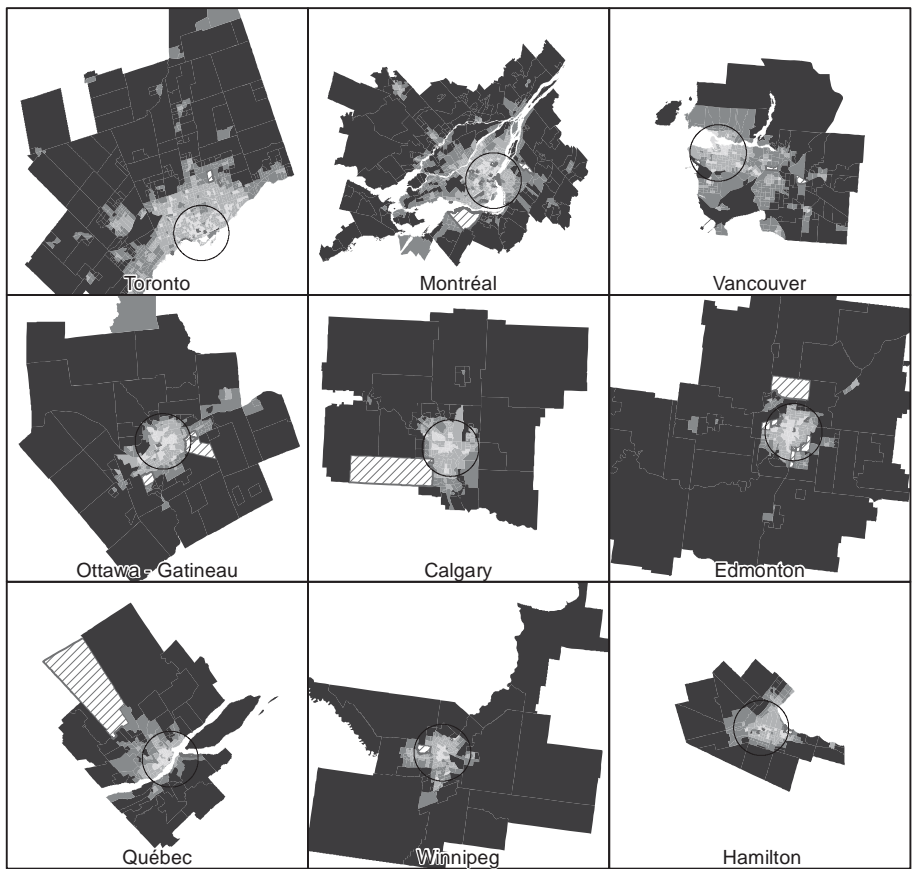 Toronto
Montréal
Vancouver
Ottawa - Gatineau
Calgary
Edmonton
Québec
Winnipeg
Hamilton